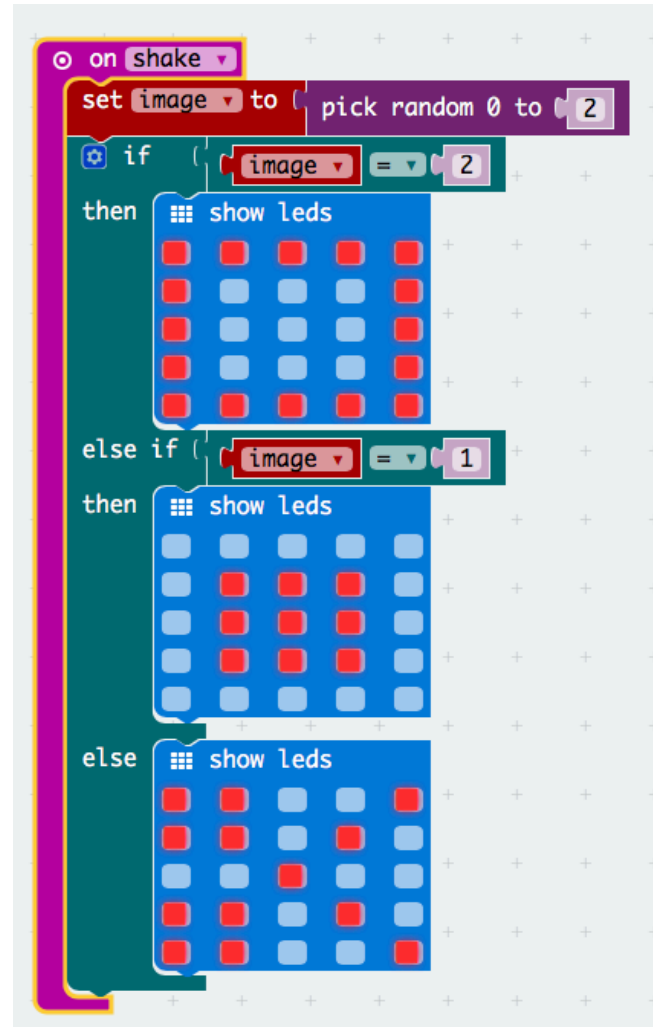 on shake
set image to pick random 0 to 2
if image = 2
then show leds
else if image = 1
then show leds
else show leds